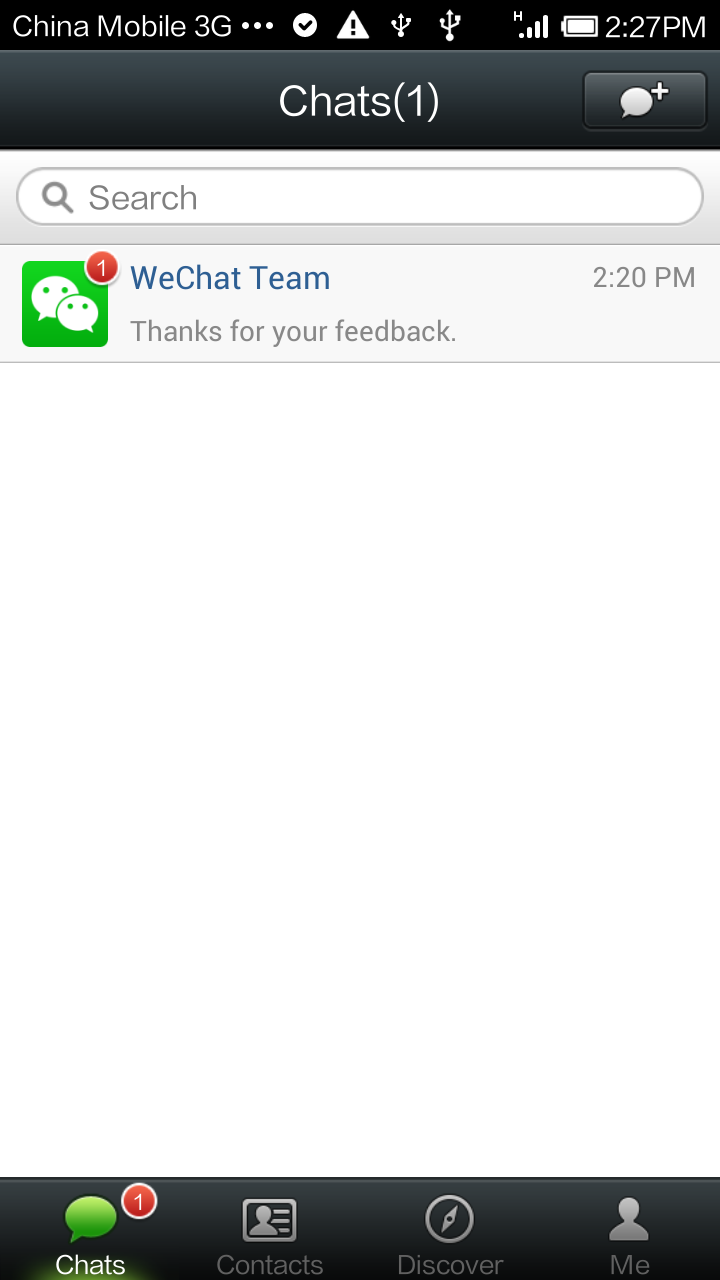 China Mobile 3G ••• H 2:27PM
Chats(1)
Search
1
WeChat Team 2:20 PM
Thanks for your feedback.
1
Chats Contacts Discover Me